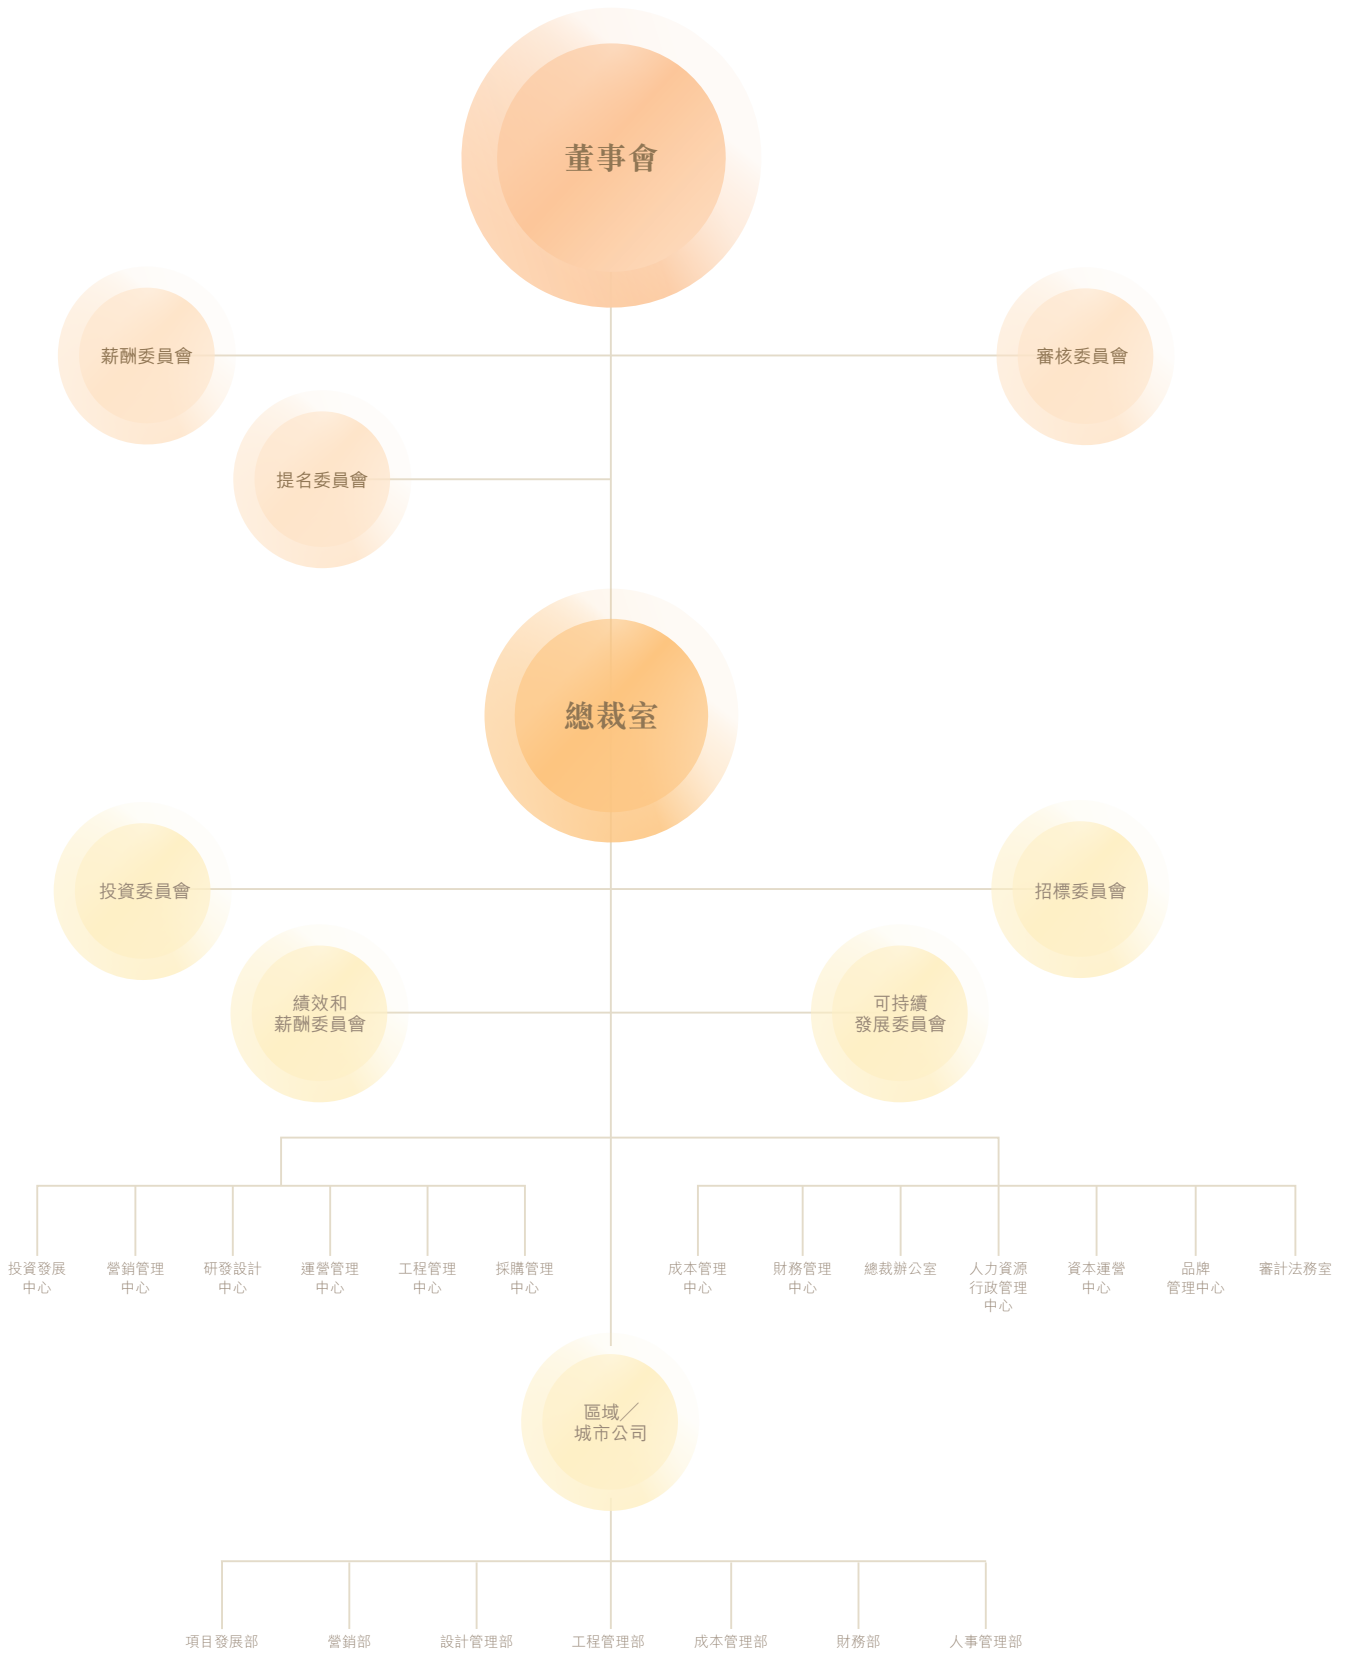 董事會
薪酬委員會
審核委員會
提名委員會
總裁室
投資委員會
招標委員會
績效和
薪酬委員會
可持續
發展委員會
投資發展
中心
營銷管理
中心
研發設計
中心
運營管理
中心
工程管理
中心
採購管理
中心
成本管理
中心
財務管理
中心
總裁辦公室
人力資源
行政管理
中心
資本運營
中心
品牌
管理中心
審計法務室
區域／
城市公司
項目發展部
營銷部
設計管理部
工程管理部
成本管理部
財務部
人事管理部